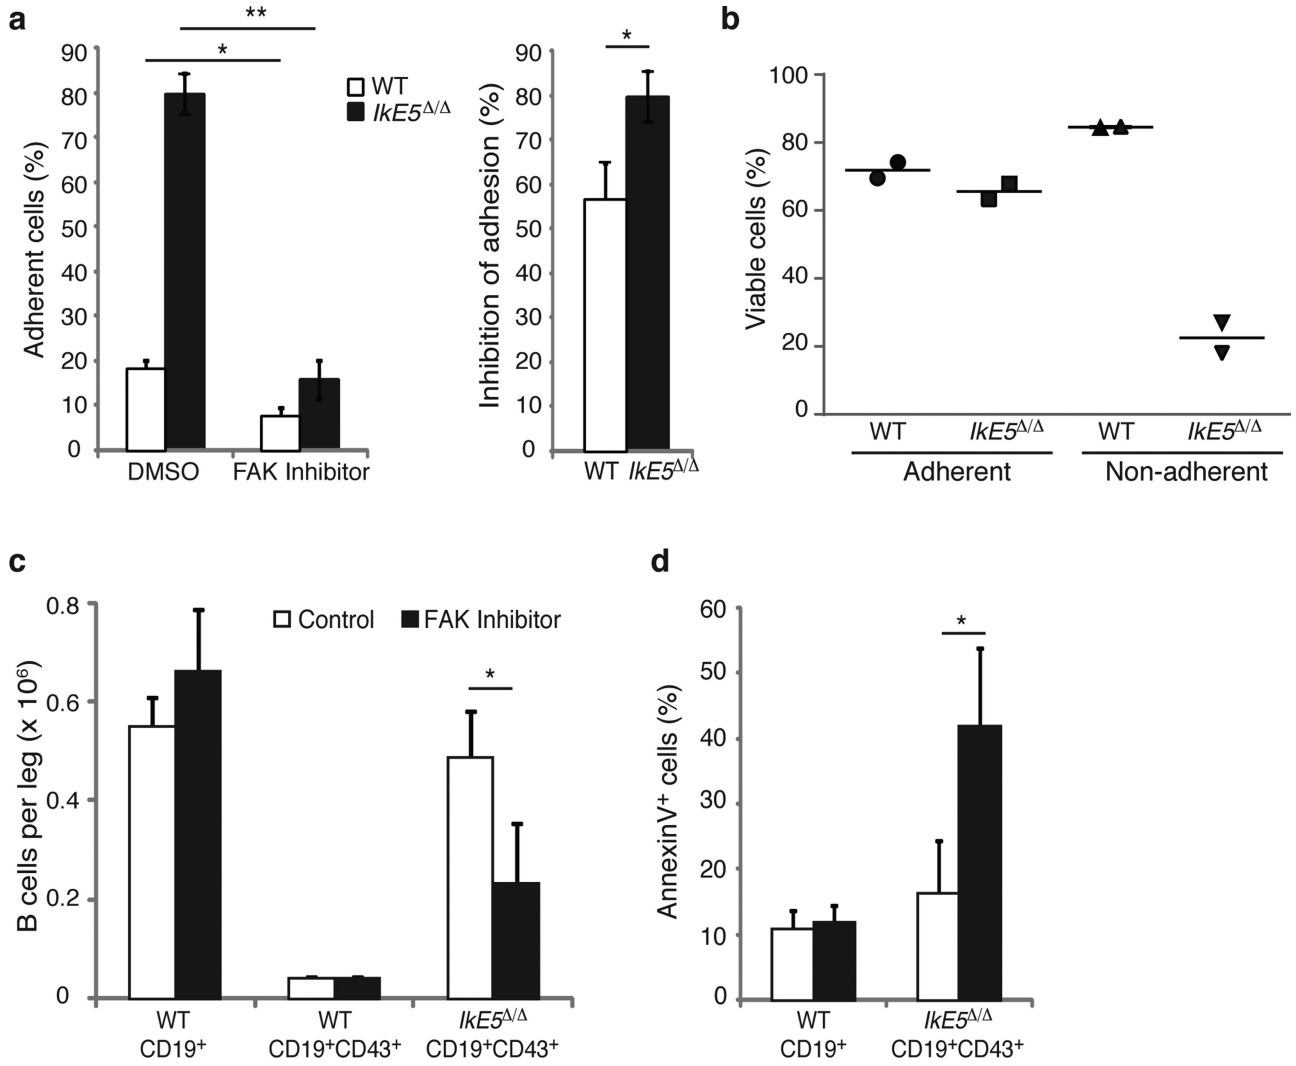 a
**
*
90
80
70
60
50
40
30
20
10
0
Adherent cells (%)
DMSO
FAK Inhibitor
WT
IkE5Δ/Δ
*
90
80
70
60
50
40
30
20
10
0
Inhibition of adhesion (%)
WT IkE5Δ/Δ
b
100
80
60
40
20
0
Viable cells (%)
WT IkE5Δ/Δ WT IkE5Δ/Δ
Adherent Non-adherent
c
0.8
0.6
0.4
0.2
0
B cells per leg (x 10⁶)
Control FAK Inhibitor
*
WT WT IkE5Δ/Δ
CD19⁺ CD19⁺CD43⁺ CD19⁺CD43⁺
d
60
50
40
30
20
10
0
AnnexinV⁺ cells (%)
*
WT IkE5Δ/Δ
CD19⁺ CD19⁺CD43⁺